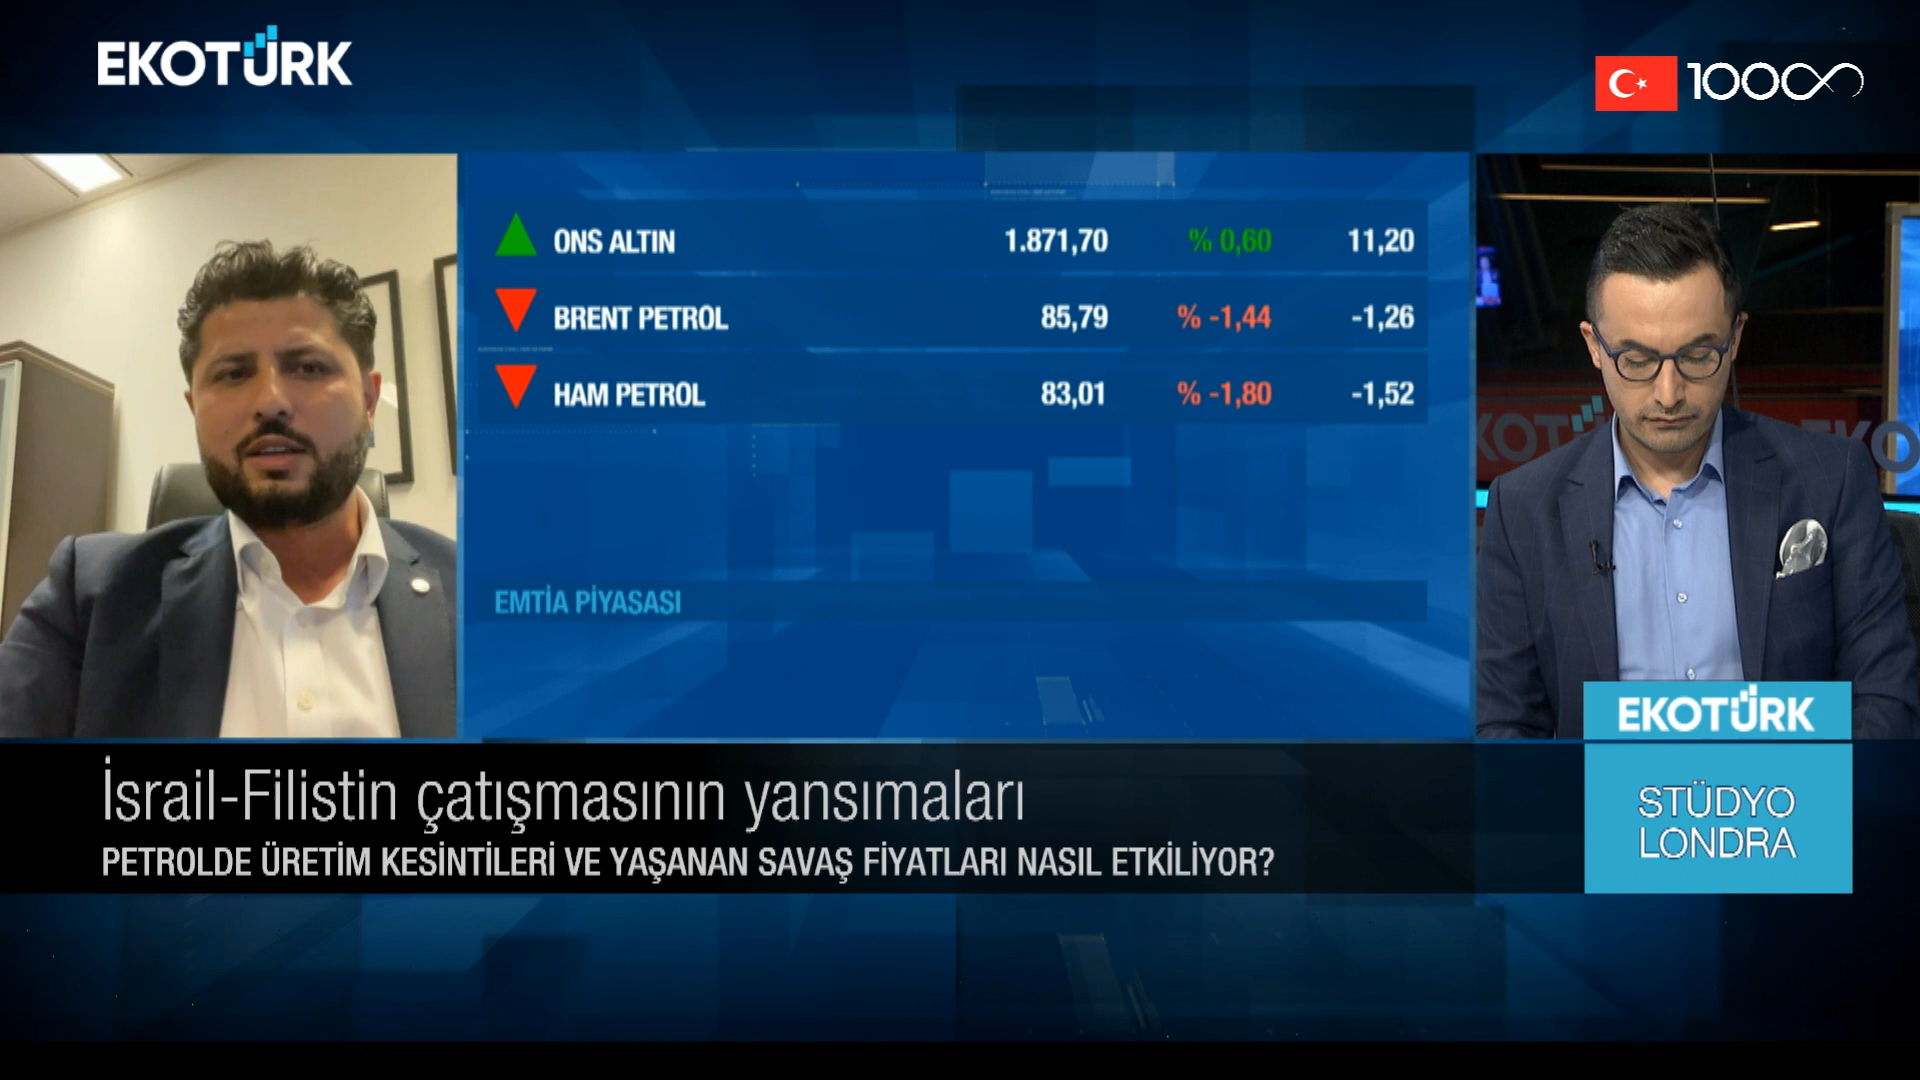 EKOTÜRK
100
ONS ALTIN 1.871,70 % 0,60 11,20
BRENT PETROL 85,79 % -1,44 -1,26
HAM PETROL 83,01 % -1,80 -1,52
EMTİA PİYASASI
EKOTÜRK
İsrail-Filistin çatışmasının yansımaları
PETROLDE ÜRETİM KESİNTİLERİ VE YAŞANAN SAVAŞ FİYATLARI NASIL ETKİLİYOR?
STÜDYO
LONDRA